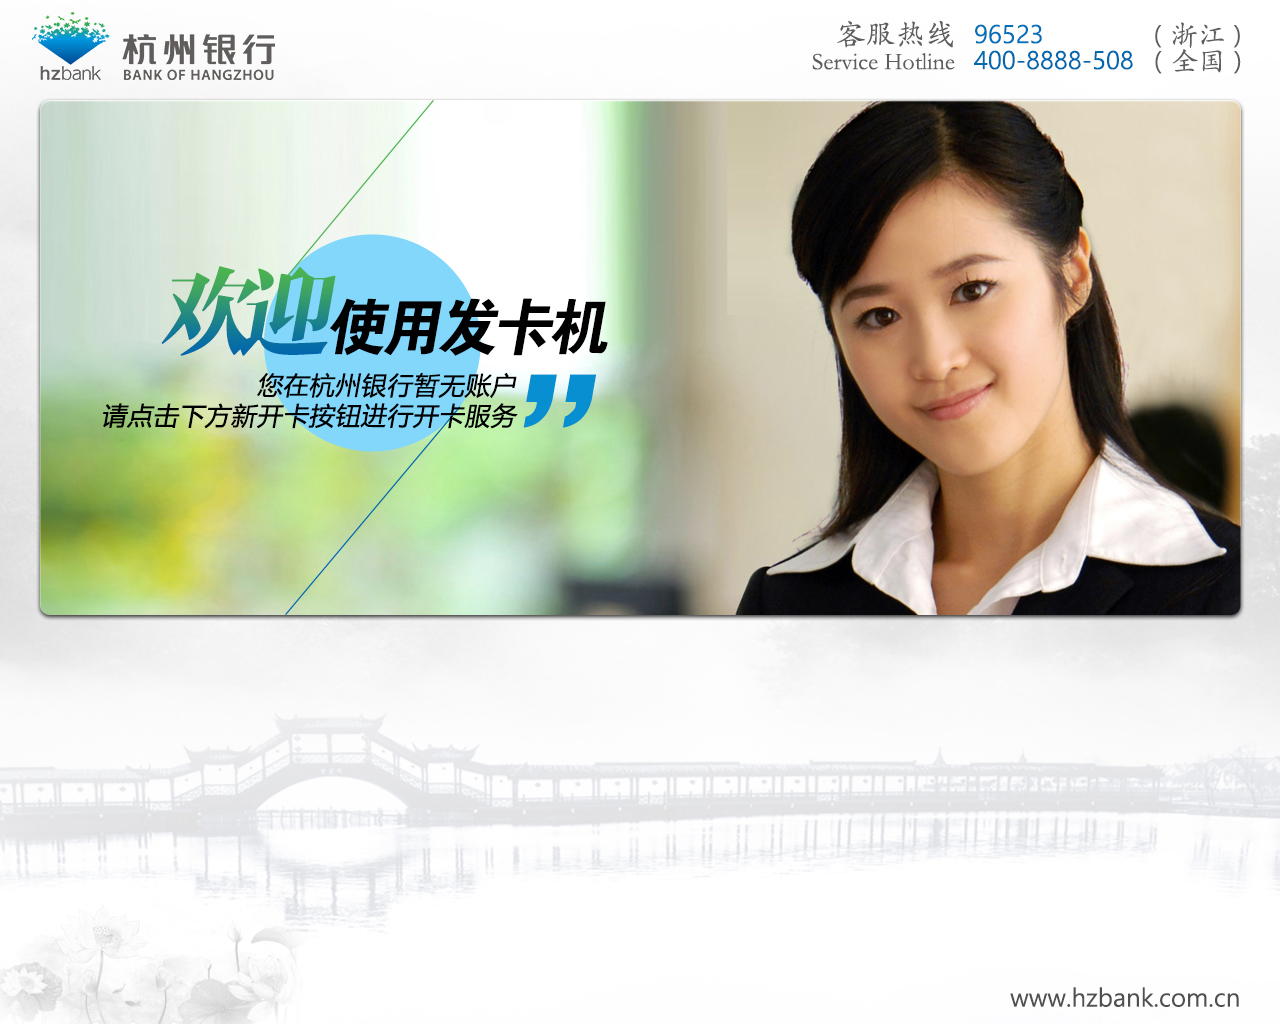 hzbank
杭州银行
BANK OF HANGZHOU
客服热线 96523 (浙江)
Service Hotline 400-8888-508 (全国)
欢迎使用发卡机
您在杭州银行暂无账户
请点击下方新开卡按钮进行开卡服务
www.hzbank.com.cn